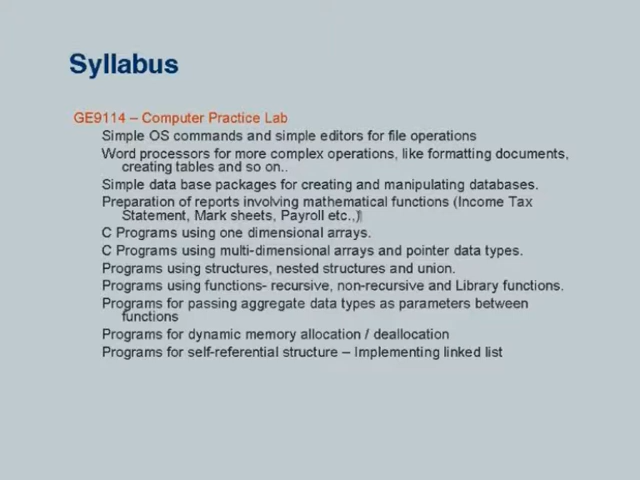 Syllabus
GE9114 – Computer Practice Lab
Simple OS commands and simple editors for file operations
Word processors for more complex operations, like formatting documents,
creating tables and so on..
Simple data base packages for creating and manipulating databases.
Preparation of reports involving mathematical functions (Income Tax
Statement, Mark sheets, Payroll etc.,)
C Programs using one dimensional arrays.
C Programs using multi-dimensional arrays and pointer data types.
Programs using structures, nested structures and union.
Programs using functions- recursive, non-recursive and Library functions.
Programs for passing aggregate data types as parameters between
functions
Programs for dynamic memory allocation / deallocation
Programs for self-referential structure – Implementing linked list